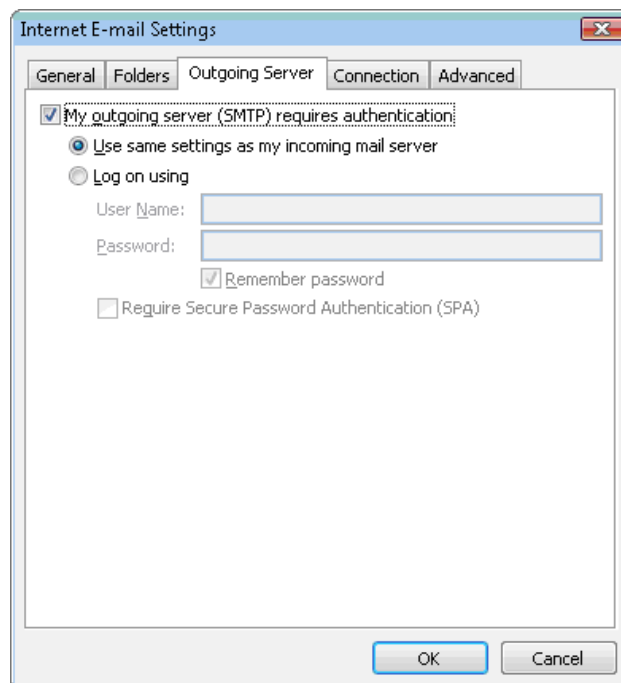 Internet E-mail Settings
General Folders Outgoing Server Connection Advanced
My outgoing server (SMTP) requires authentication
Use same settings as my incoming mail server
Log on using
User Name:
Password:
Remember password
Require Secure Password Authentication (SPA)
OK Cancel